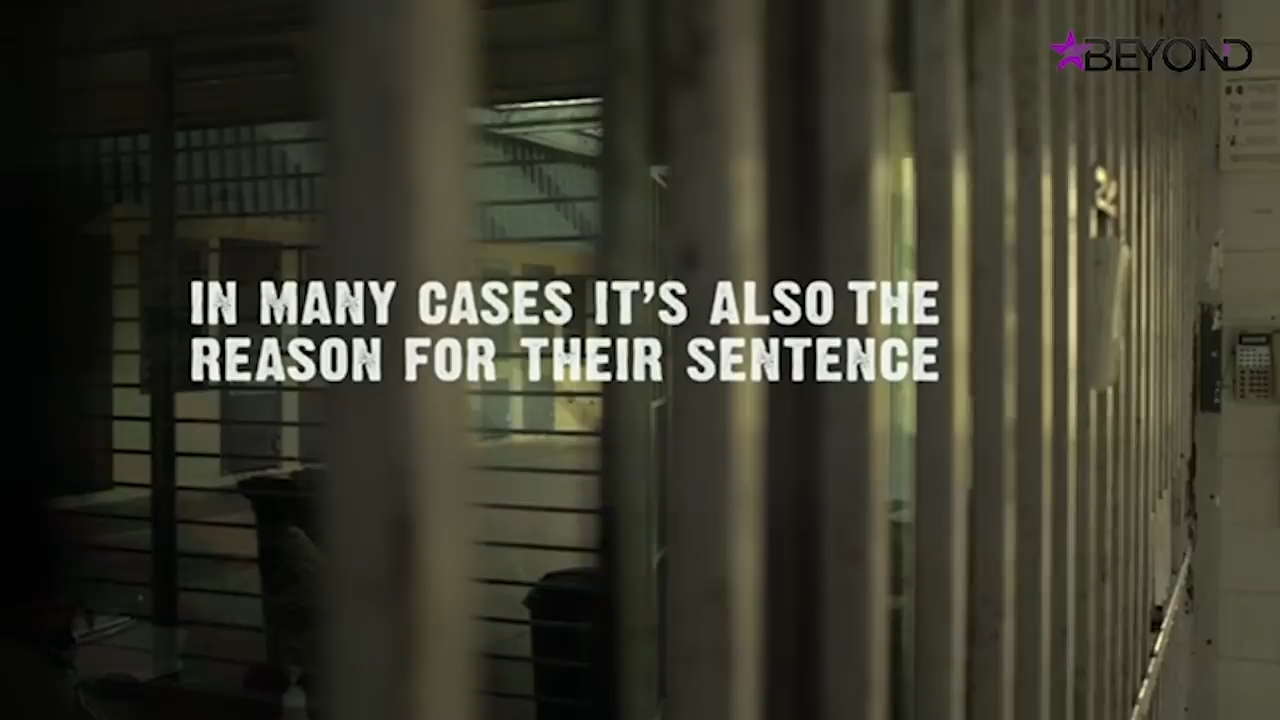 BEYOND
IN MANY CASES IT'S ALSO THE
REASON FOR THEIR SENTENCE